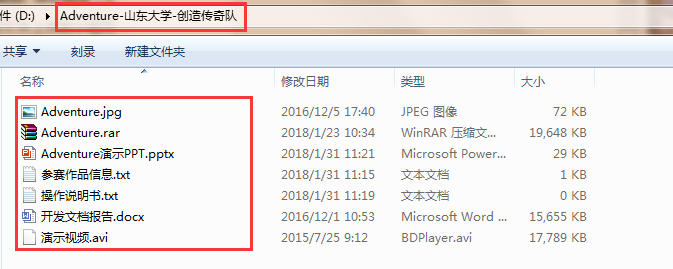 件 (D:) ▸ Adventure-山东大学-创造传奇队
共享 刻录 新建文件夹
名称 修改日期 类型 大小
Adventure.jpg 2016/12/5 17:40 JPEG 图像 72 KB
Adventure.rar 2018/1/23 10:34 WinRAR 压缩文... 19,648 KB
Adventure演示PPT.pptx 2018/1/31 11:21 Microsoft Power... 29 KB
参赛作品信息.txt 2018/1/31 11:15 文本文档 1 KB
操作说明书.txt 2018/1/31 11:19 文本文档 0 KB
开发文档报告.docx 2016/12/1 10:53 Microsoft Word ... 15,655 KB
演示视频.avi 2015/7/25 9:12 BDPlayer.avi 17,789 KB